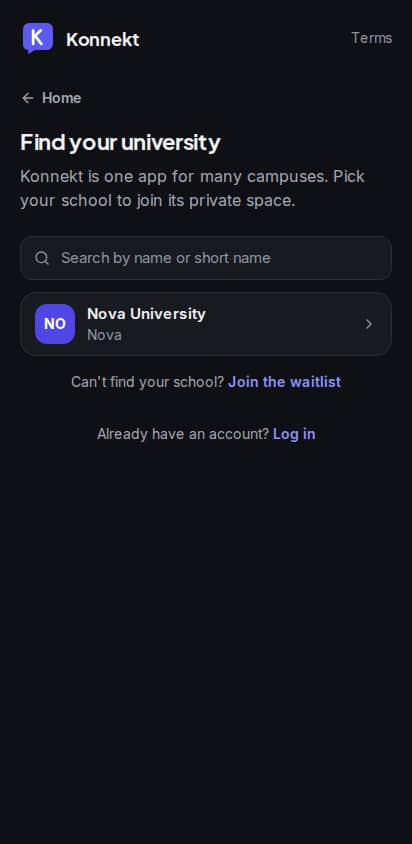 Konnekt
Terms
Home
Find your university
Konnekt is one app for many campuses. Pick
your school to join its private space.
Search by name or short name
NO
Nova University
Nova
Can't find your school? Join the waitlist
Already have an account? Log in